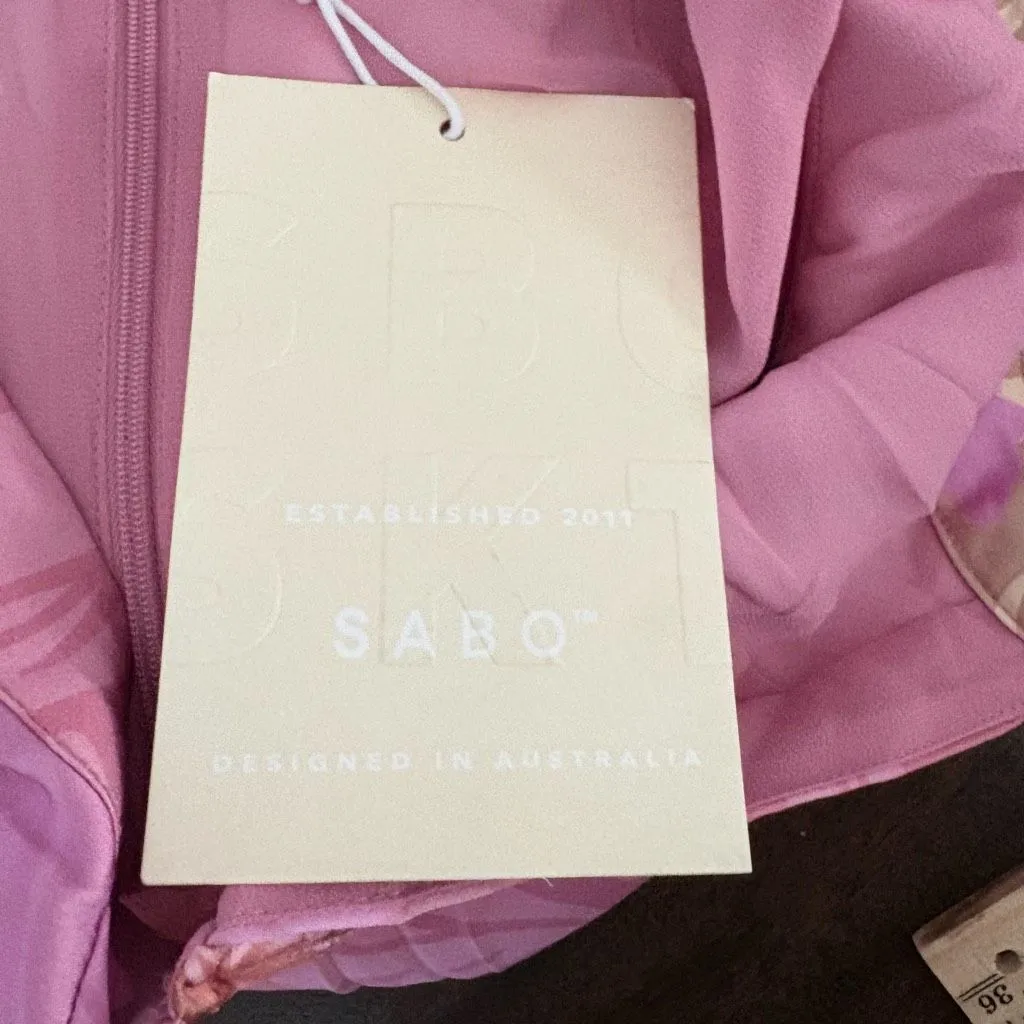 ESTABLISHED 2011
SABO™
DESIGNED IN AUSTRALIA
36